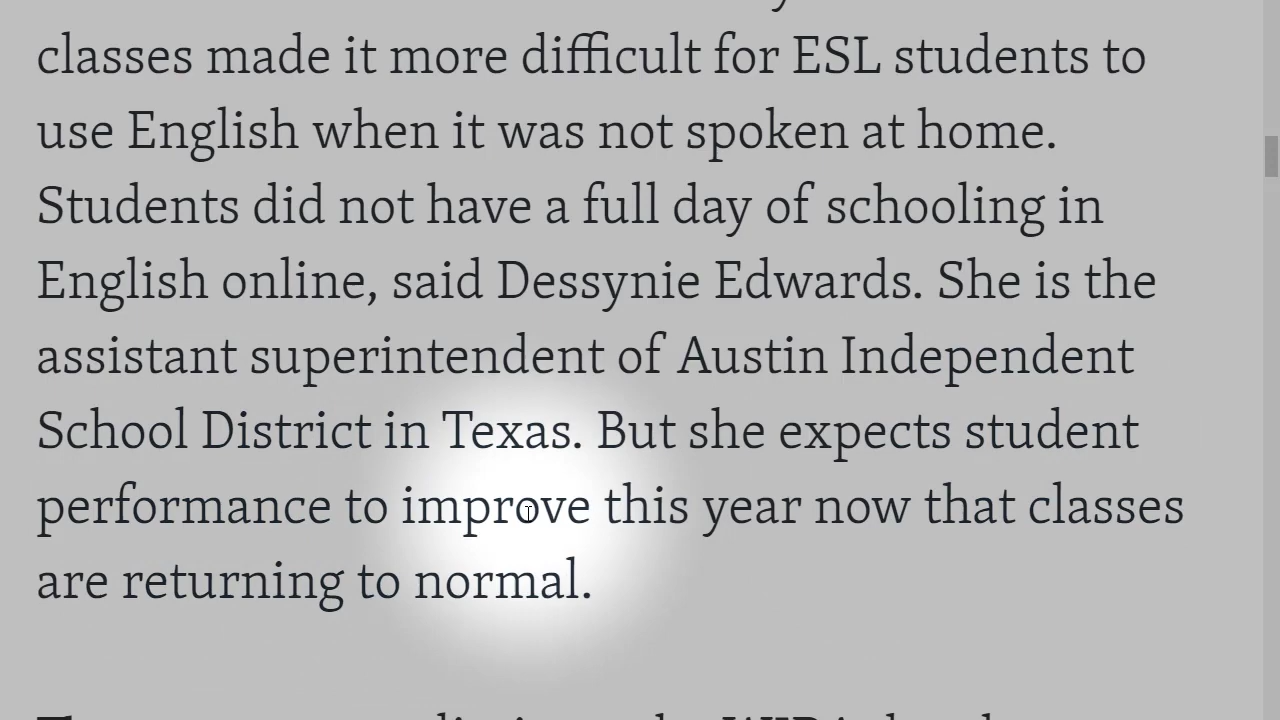 classes made it more difficult for ESL students to
use English when it was not spoken at home.
Students did not have a full day of schooling in
English online, said Dessynie Edwards. She is the
assistant superintendent of Austin Independent
School District in Texas. But she expects student
performance to improve this year now that classes
are returning to normal.